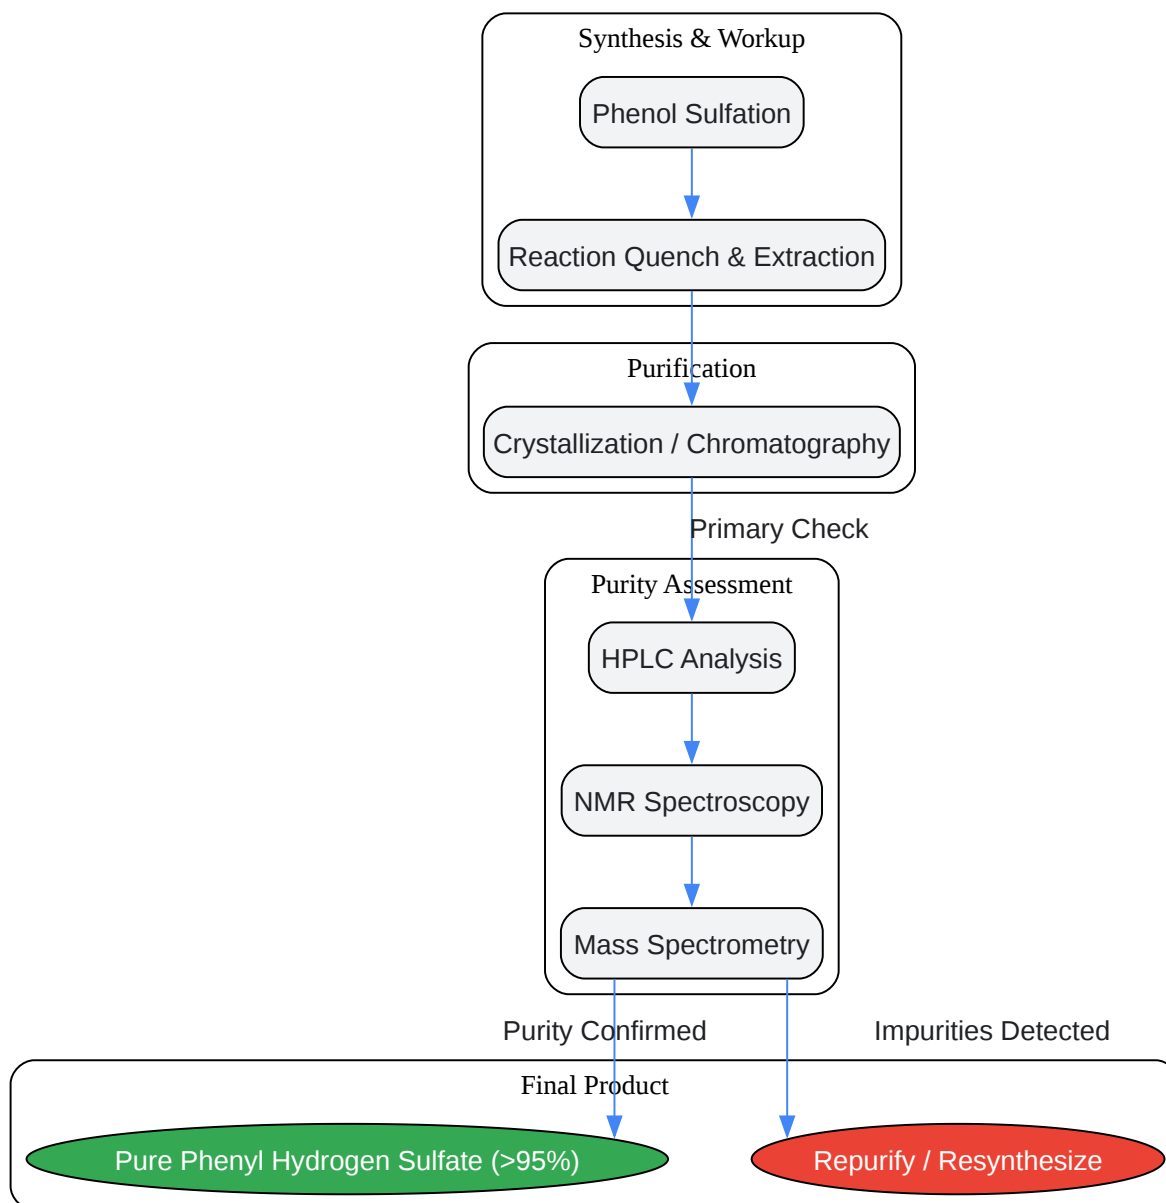 Synthesis & Workup
Phenol Sulfation
Reaction Quench & Extraction
Purification
Crystallization / Chromatography
Primary Check
Purity Assessment
HPLC Analysis
NMR Spectroscopy
Mass Spectrometry
Purity Confirmed
Impurities Detected
Final Product
Pure Phenyl Hydrogen Sulfate (>95%)
Repurify / Resynthesize